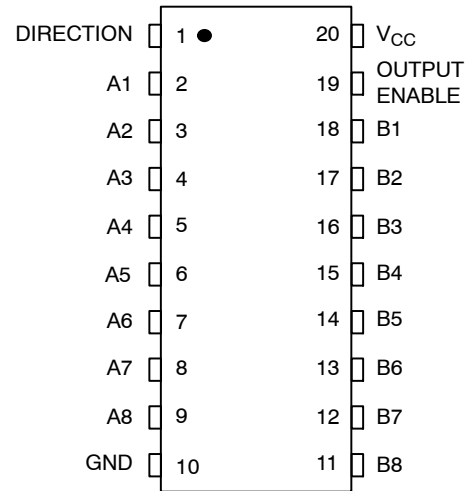 DIRECTION 1 20 VCC
A1 2 19 OUTPUT ENABLE
A2 3 18 B1
A3 4 17 B2
A4 5 16 B3
A5 6 15 B4
A6 7 14 B5
A7 8 13 B6
A8 9 12 B7
GND 10 11 B8